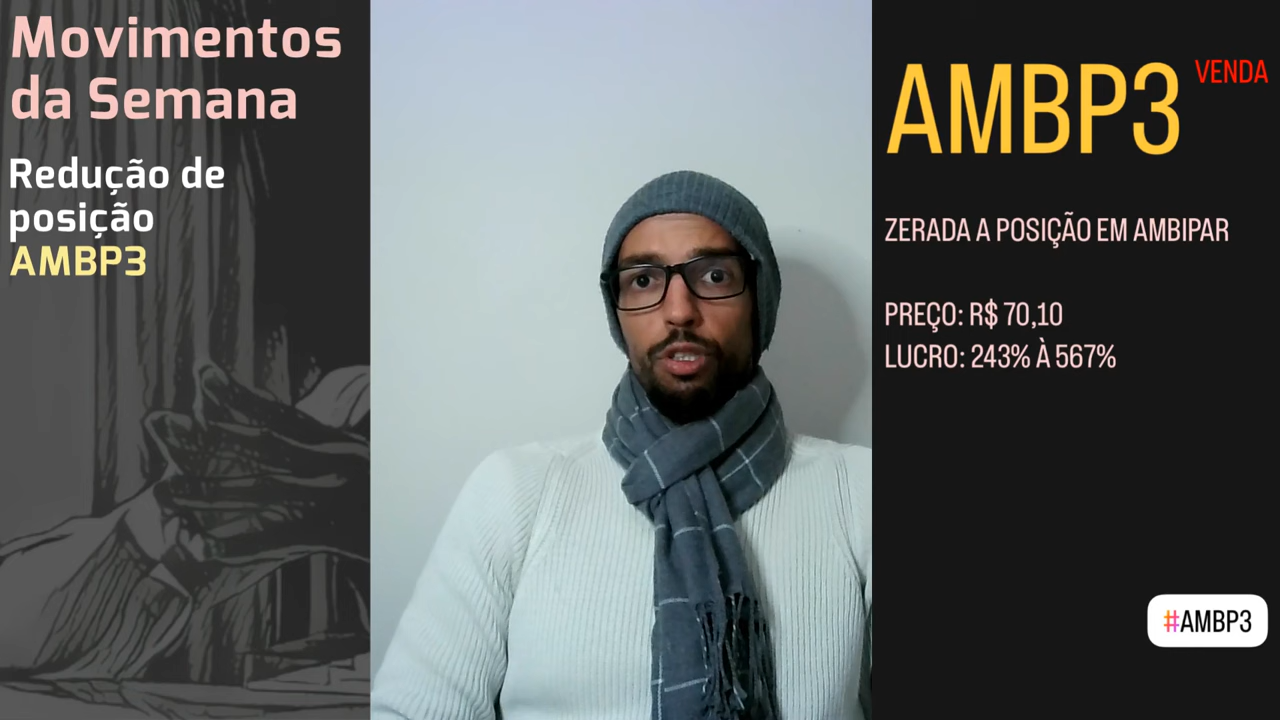 Movimentos
da Semana
Redução de
posição
AMBP3
AMBP3
VENDA
ZERADA A POSIÇÃO EM AMBIPAR
PREÇO: R$ 70,10
LUCRO: 243% À 567%
#AMBP3